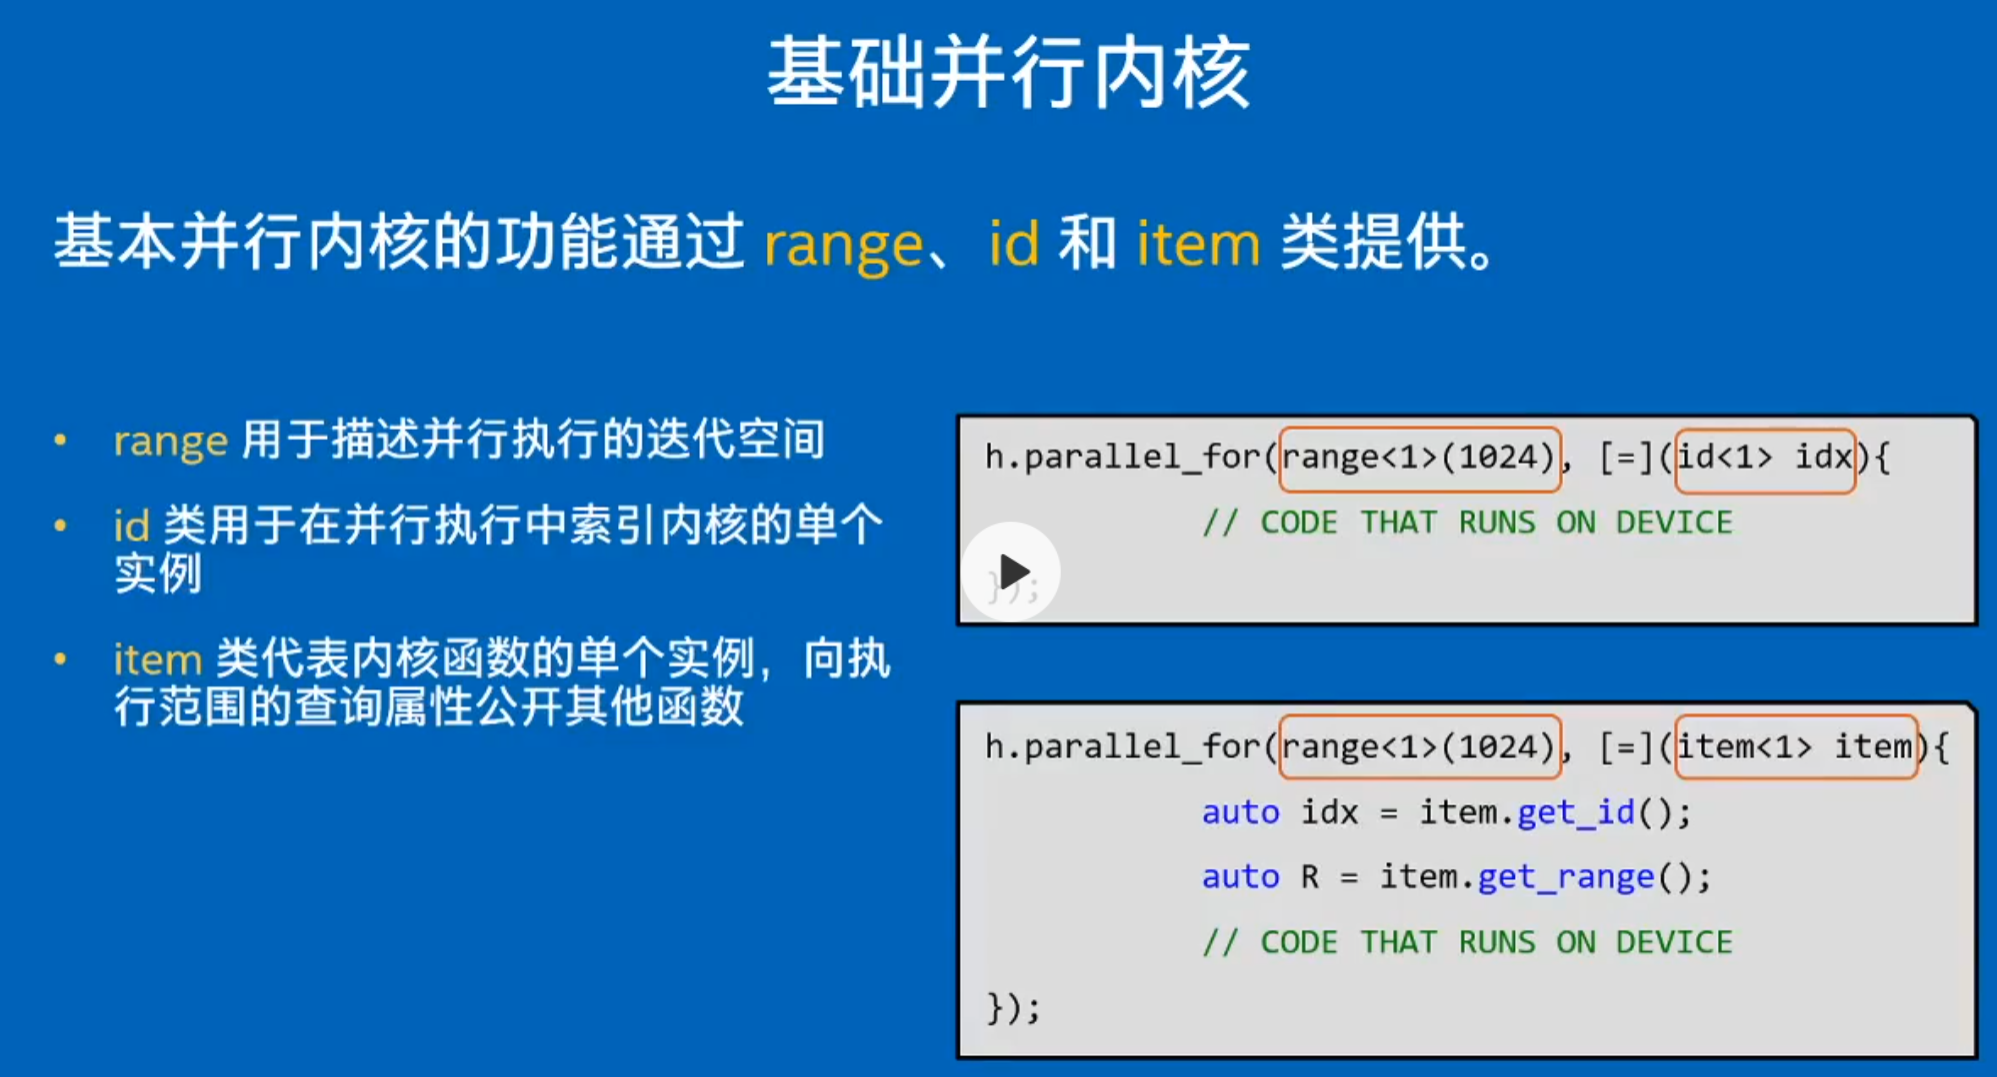 基础并行内核
基本并行内核的功能通过 range、id 和 item 类提供。
• range 用于描述并行执行的迭代空间
• id 类用于在并行执行中索引内核的单个
实例
• item 类代表内核函数的单个实例，向执
行范围的查询属性公开其他函数
h.parallel_for(range<1>(1024), [=](id<1> idx){
// CODE THAT RUNS ON DEVICE
});
h.parallel_for(range<1>(1024), [=](item<1> item){
auto idx = item.get_id();
auto R = item.get_range();
// CODE THAT RUNS ON DEVICE
});